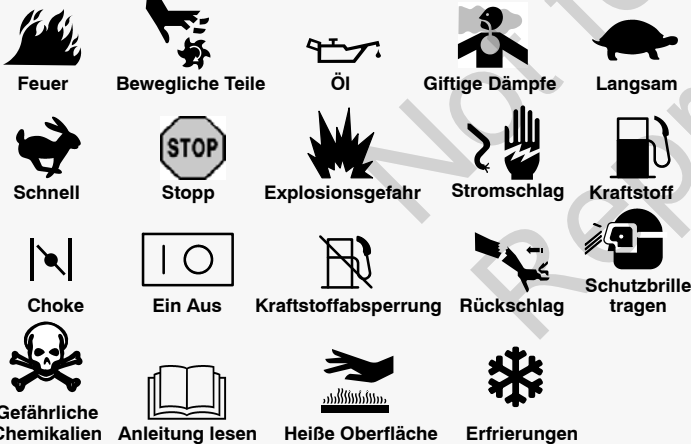 Feuer
Bewegliche Teile
Öl
Giftige Dämpfe
Langsam
STOP
Schnell
Stopp
Explosionsgefahr
Stromschlag
Kraftstoff
Choke
Ein Aus
Kraftstoffabsperrung
Rückschlag
Schutzbrille
tragen
Gefährliche
Chemikalien
Anleitung lesen
Heiße Oberfläche
Erfrierungen
Not